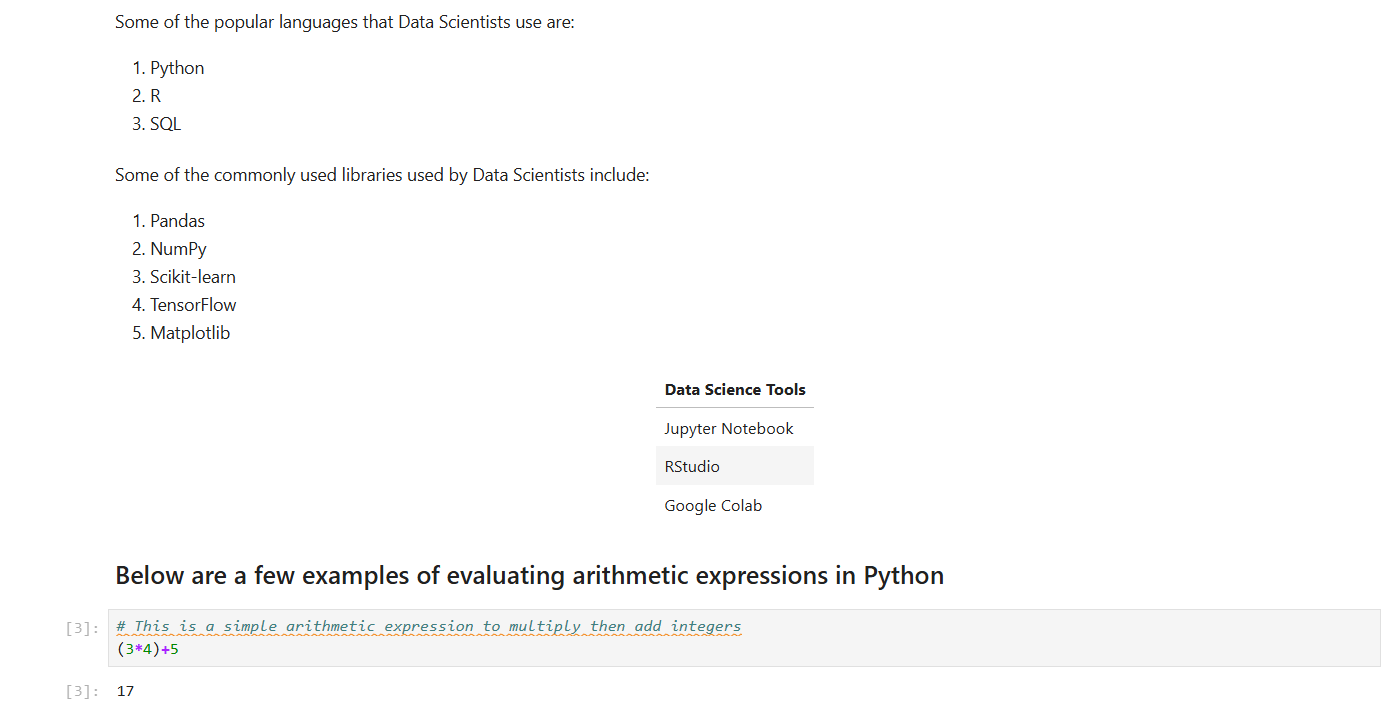 Some of the popular languages that Data Scientists use are:
1. Python
2. R
3. SQL
Some of the commonly used libraries used by Data Scientists include:
1. Pandas
2. NumPy
3. Scikit-learn
4. TensorFlow
5. Matplotlib
Data Science Tools
Jupyter Notebook
RStudio
Google Colab
Below are a few examples of evaluating arithmetic expressions in Python
[3]: # This is a simple arithmetic expression to multiply then add integers
(3*4)+5
[3]: 17